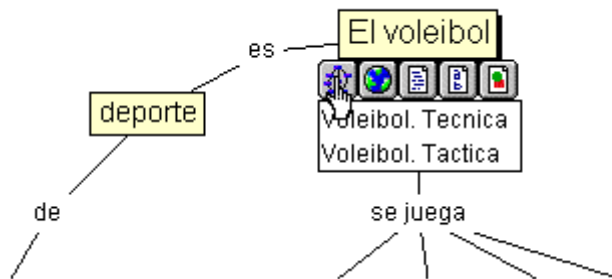 El voleibol
es
deporte
Voleibol. Tecnica
Voleibol. Tactica
de
se juega